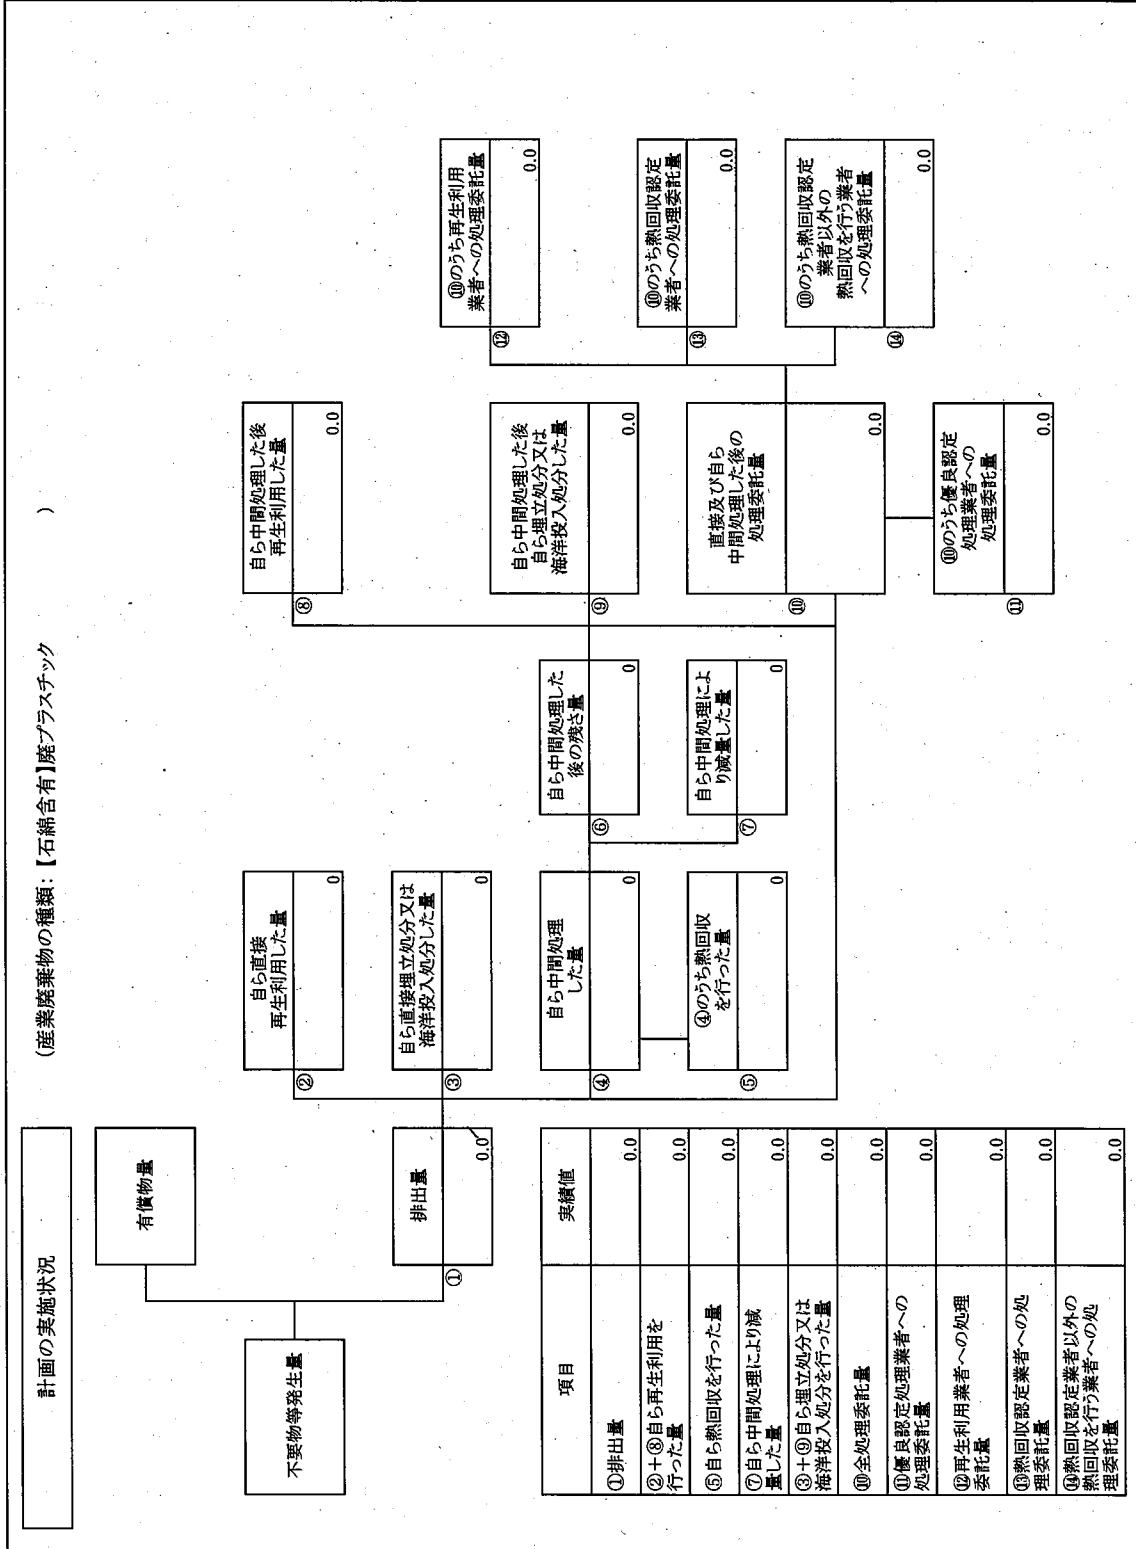 計画の実施状況
(産業廃棄物の種類:【石綿含有】廃プラスチック )
不要物等発生量
有償物量
①
排出量
0.0
②
自ら直接
再生利用した量
0
③
自ら直接埋立処分又は
海洋投入処分した量
0
④
自ら中間処理
した量
0
⑤
④のうち熱回収
を行った量
0
⑥
自ら中間処理した
後の残さ量
0
⑦
自ら中間処理によ
り減量した量
0
⑧
自ら中間処理した後
再生利用した量
0.0
⑨
自ら中間処理した後
自ら埋立処分又は
海洋投入処分した量
0.0
⑩
直接及び自ら
中間処理した後の
処理委託量
0.0
⑪
⑩のうち優良認定
処理業者への
処理委託量
0.0
⑫
⑩のうち再生利用
業者への処理委託量
0.0
⑬
⑩のうち熱回収認定
業者への処理委託量
0.0
⑭
⑩のうち熱回収認定
業者以外の
熱回収を行う業者
への処理委託量
0.0
項目 実績値
①排出量 0.0
②+⑧自ら再生利用を
行った量 0.0
⑤自ら熱回収を行った量 0.0
⑦自ら中間処理により減
量した量 0.0
③+⑨自ら埋立処分又は
海洋投入処分を行った量 0.0
⑩全処理委託量 0.0
⑪優良認定処理業者への
処理委託量 0.0
⑫再生利用業者への処理
委託量 0.0
⑬熱回収認定業者への処
理委託量 0.0
⑭熱回収認定業者以外の
熱回収を行う業者への処
理委託量 0.0